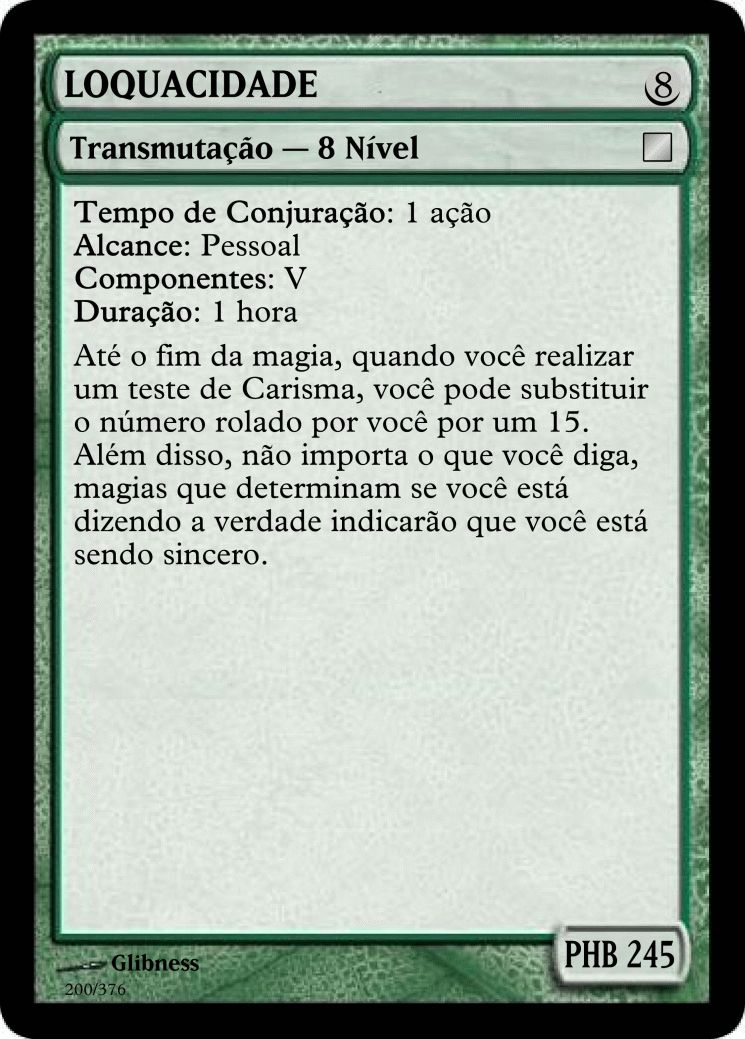 LOQUACIDADE
8
Transmutação — 8 Nível
Tempo de Conjuração: 1 ação
Alcance: Pessoal
Componentes: V
Duração: 1 hora
Até o fim da magia, quando você realizar
um teste de Carisma, você pode substituir
o número rolado por você por um 15.
Além disso, não importa o que você diga,
magias que determinam se você está
dizendo a verdade indicarão que você está
sendo sincero.
PHB 245
Glibness
200/376